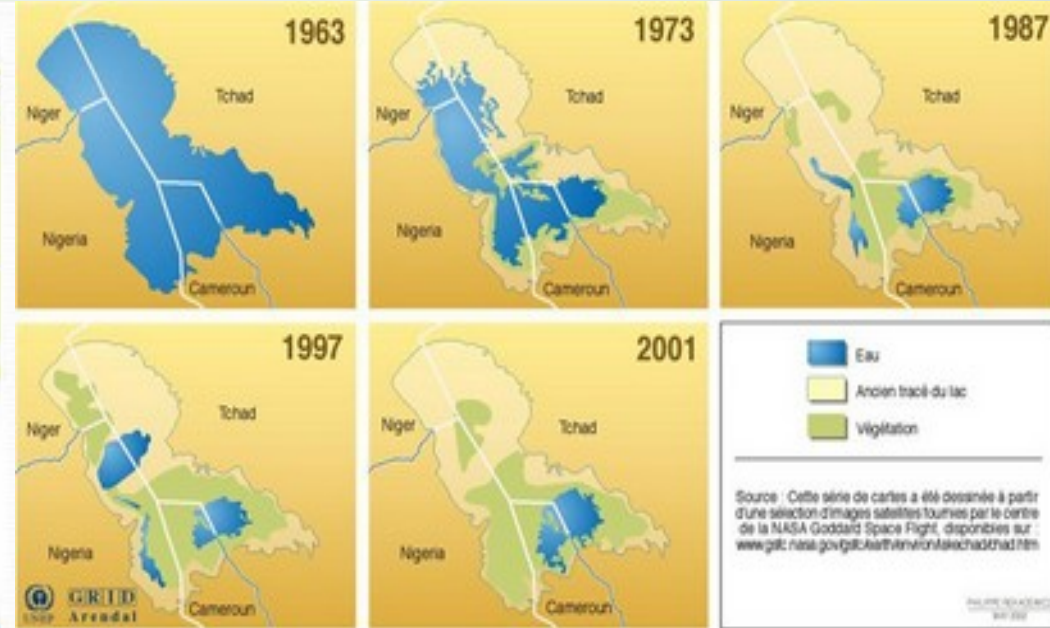 1963
Tchad
Niger
Nigeria
Cameroun
1973
Tchad
Niger
Nigeria
Cameroun
1987
Tchad
Niger
Nigeria
Cameroun
1997
Tchad
Niger
Nigeria
Cameroun
UNEP
GRID
Arendal
2001
Tchad
Niger
Nigeria
Cameroun
Eau
Ancien tracé du lac
Végétation
Source : Cette série de cartes a été dessinée à partir
d'une sélection d'images satellites fournies par le centre
de la NASA Goddard Space Flight, disponibles sur :